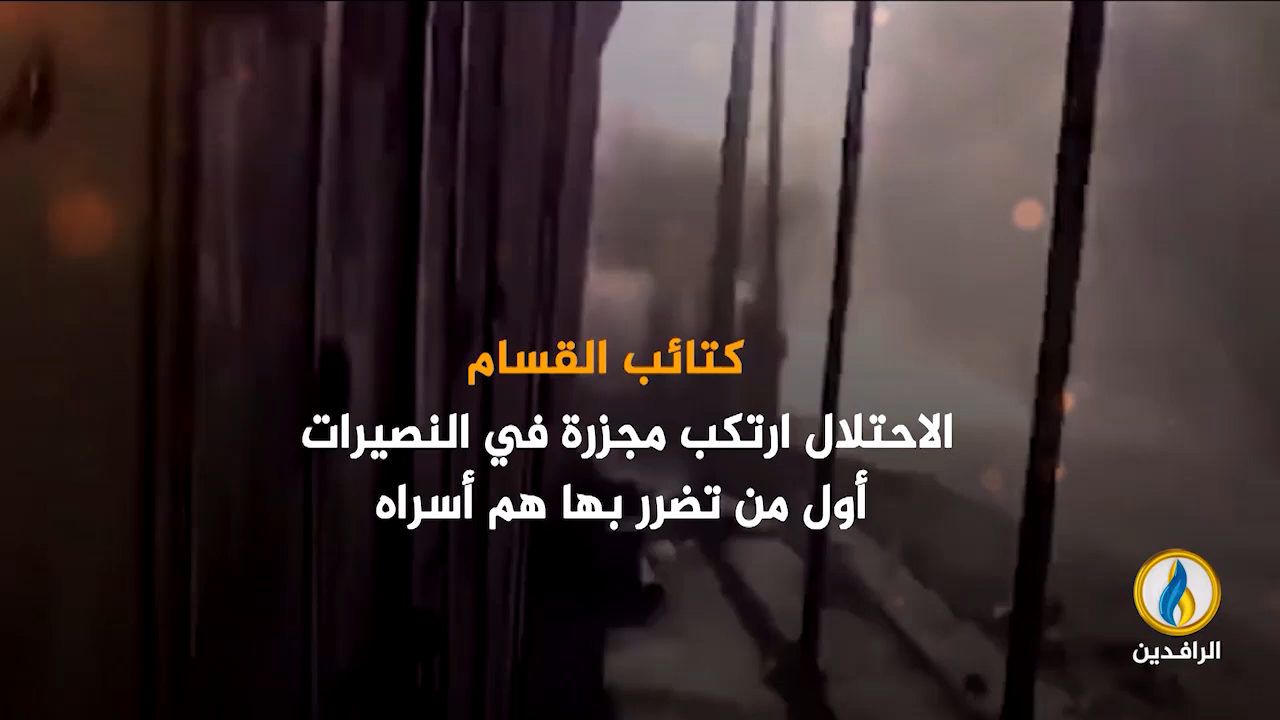 كتائب القسام
الاحتلال ارتكب مجزرة في النصيرات
أول من تضرر بها هم أسراه
الرافدين